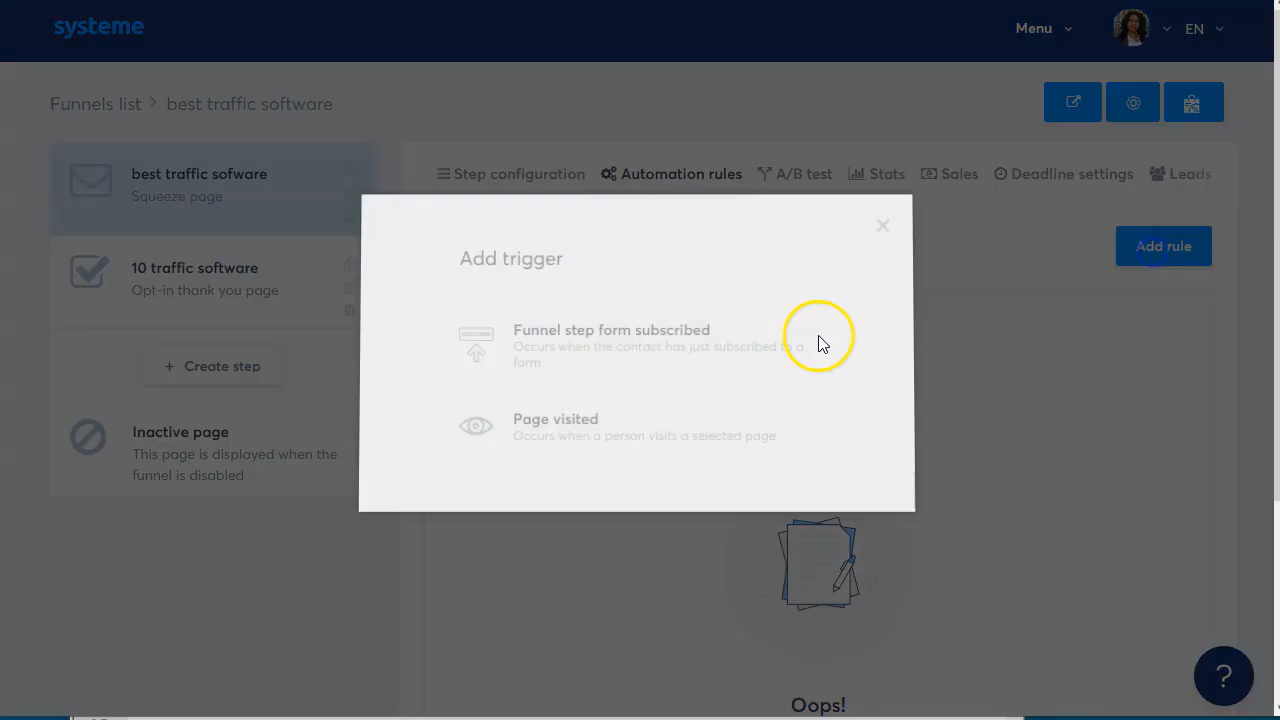 systeme
Menu
EN
Funnels list
best traffic software
best traffic sofware
Squeeze page
10 traffic software
Opt-in thank you page
+ Create step
Inactive page
This page is displayed when the
funnel is disabled
Step configuration
Automation rules
A/B test
Stats
Sales
Deadline settings
Leads
Add rule
Add trigger
Funnel step form subscribed
Occurs when the contact has just subscribed to a
form
Page visited
Occurs when a person visits a selected page
Oops!
?